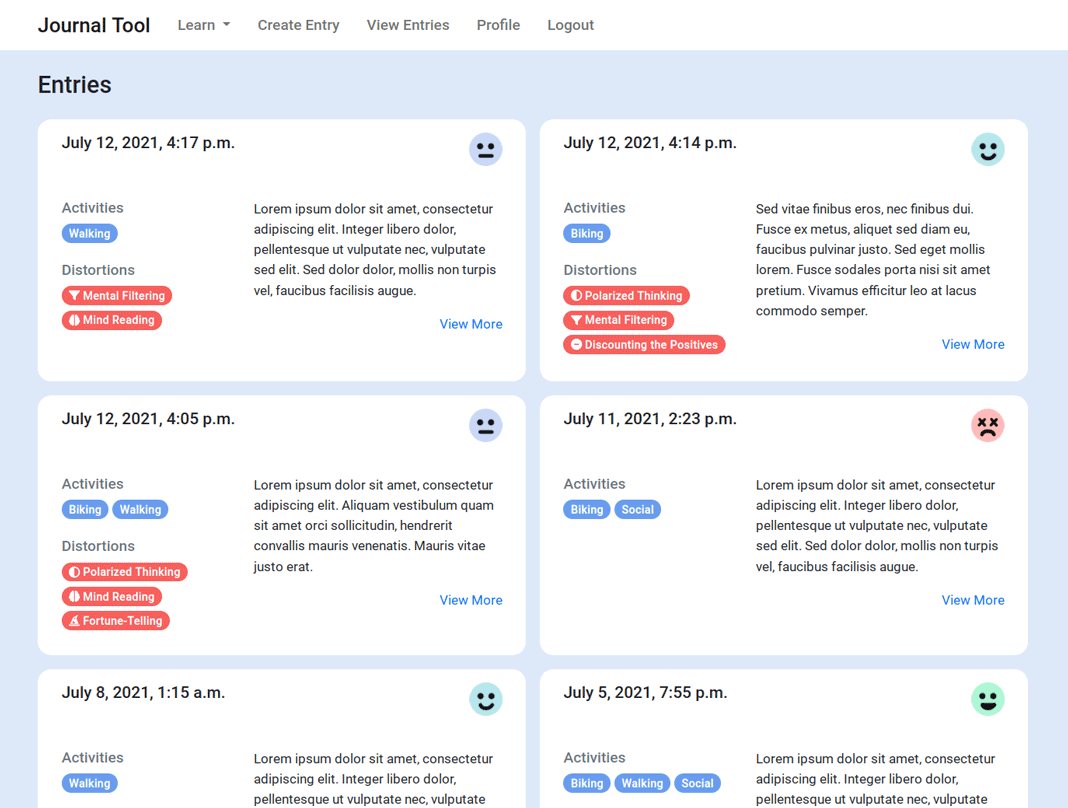 Journal Tool Learn Create Entry View Entries Profile Logout
Entries
July 12, 2021, 4:17 p.m.
Activities
Walking
Distortions
Mental Filtering
Mind Reading
Lorem ipsum dolor sit amet, consectetur
adipiscing elit. Integer libero dolor,
pellentesque ut vulputate nec, vulputate
sed elit. Sed dolor dolor, mollis non turpis
vel, faucibus facilisis augue.
View More
July 12, 2021, 4:14 p.m.
Activities
Biking
Distortions
Polarized Thinking
Mental Filtering
Discounting the Positives
Sed vitae finibus eros, nec finibus dui.
Fusce ex metus, aliquet sed diam eu,
faucibus pulvinar justo. Sed eget mollis
lorem. Fusce sodales porta nisi sit amet
pretium. Vivamus efficitur leo at lacus
commodo semper.
View More
July 12, 2021, 4:05 p.m.
Activities
Biking Walking
Distortions
Polarized Thinking
Mind Reading
Fortune-Telling
Lorem ipsum dolor sit amet, consectetur
adipiscing elit. Aliquam vestibulum quam
sit amet orci sollicitudin, hendrerit
convallis mauris venenatis. Mauris vitae
justo erat.
View More
July 11, 2021, 2:23 p.m.
Activities
Biking Social
Lorem ipsum dolor sit amet, consectetur
adipiscing elit. Integer libero dolor,
pellentesque ut vulputate nec, vulputate
sed elit. Sed dolor dolor, mollis non turpis
vel, faucibus facilisis augue.
View More
July 8, 2021, 1:15 a.m.
Activities
Walking
Lorem ipsum dolor sit amet, consectetur
adipiscing elit. Integer libero dolor,
pellentesque ut vulputate nec, vulputate
July 5, 2021, 7:55 p.m.
Activities
Biking Walking Social
Lorem ipsum dolor sit amet, consectetur
adipiscing elit. Integer libero dolor,
pellentesque ut vulputate nec, vulputate